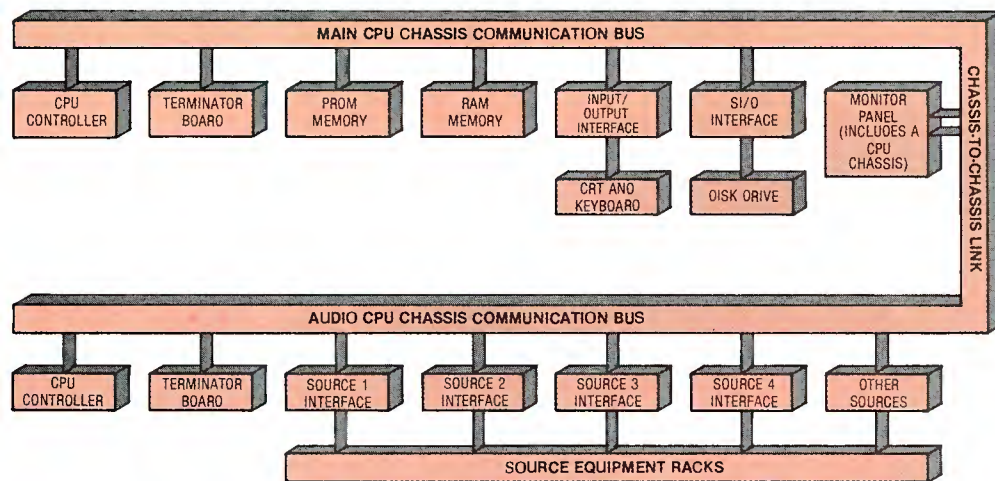 MAIN CPU CHASSIS COMMUNICATION BUS
CPU
CONTROLLER
TERMINATOR
BOARD
PROM
MEMORY
RAM
MEMORY
INPUT/
OUTPUT
INTERFACE
SI/O
INTERFACE
MONITOR
PANEL
(INCLUDES A
CPU
CHASSIS)
CHASSIS-TO-CHASSIS LINK
CRT ANO
KEYBOARD
OISK DRIVE
AUDIO CPU CHASSIS COMMUNICATION BUS
CPU
CONTROLLER
TERMINATOR
BOARD
SOURCE 1
INTERFACE
SOURCE 2
INTERFACE
SOURCE 3
INTERFACE
SOURCE 4
INTERFACE
OTHER
SOURCES
SOURCE EQUIPMENT RACKS